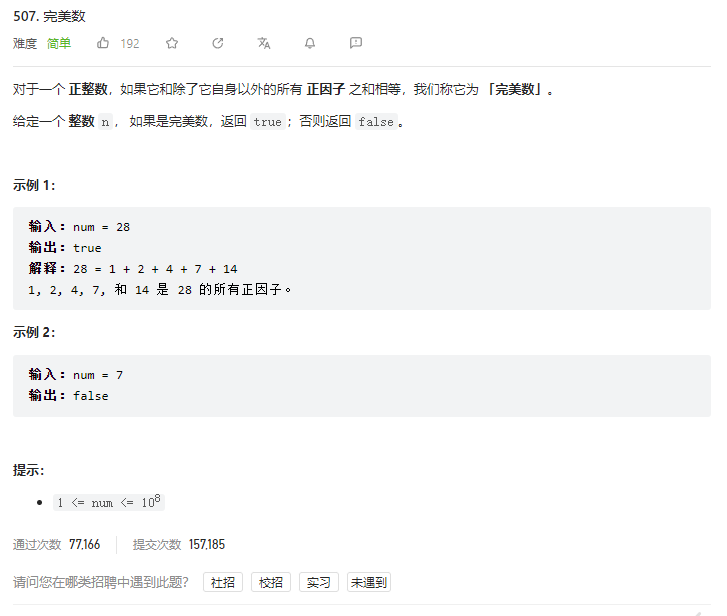 507. 完美数
难度 简单 192
对于一个 正整数，如果它和除了它自身以外的所有 正因子 之和相等，我们称它为 「完美数」。
给定一个 整数 n ， 如果是完美数，返回 true ；否则返回 false 。
示例 1：
输入：num = 28
输出：true
解释：28 = 1 + 2 + 4 + 7 + 14
1, 2, 4, 7, 和 14 是 28 的所有正因子。
示例 2：
输入：num = 7
输出：false
提示：
1 <= num <= 10⁸
通过次数 77,166 提交次数 157,185
请问您在哪类招聘中遇到此题？ 社招 校招 实习 未遇到